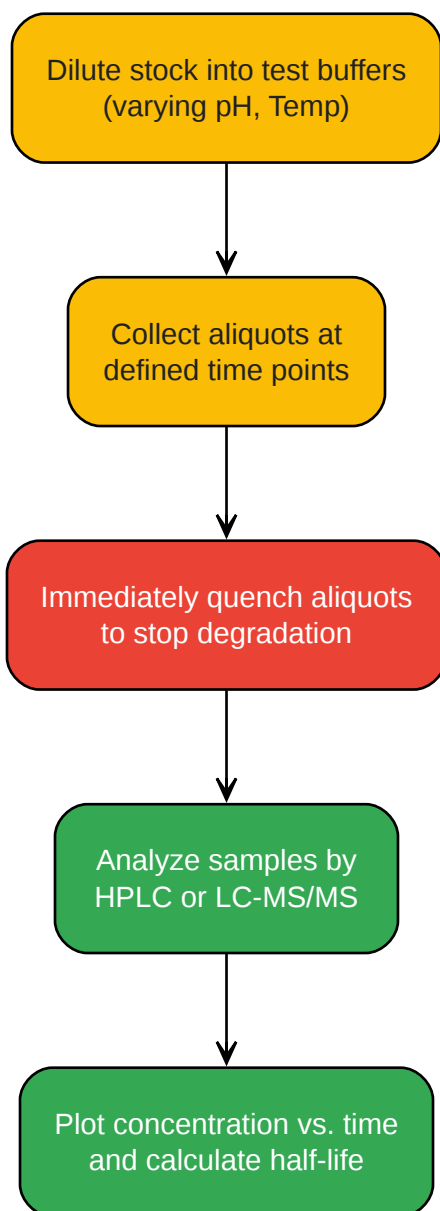 Dilute stock into test buffers
(varying pH, Temp)
Collect aliquots at
defined time points
Immediately quench aliquots
to stop degradation
Analyze samples by
HPLC or LC-MS/MS
Plot concentration vs. time
and calculate half-life